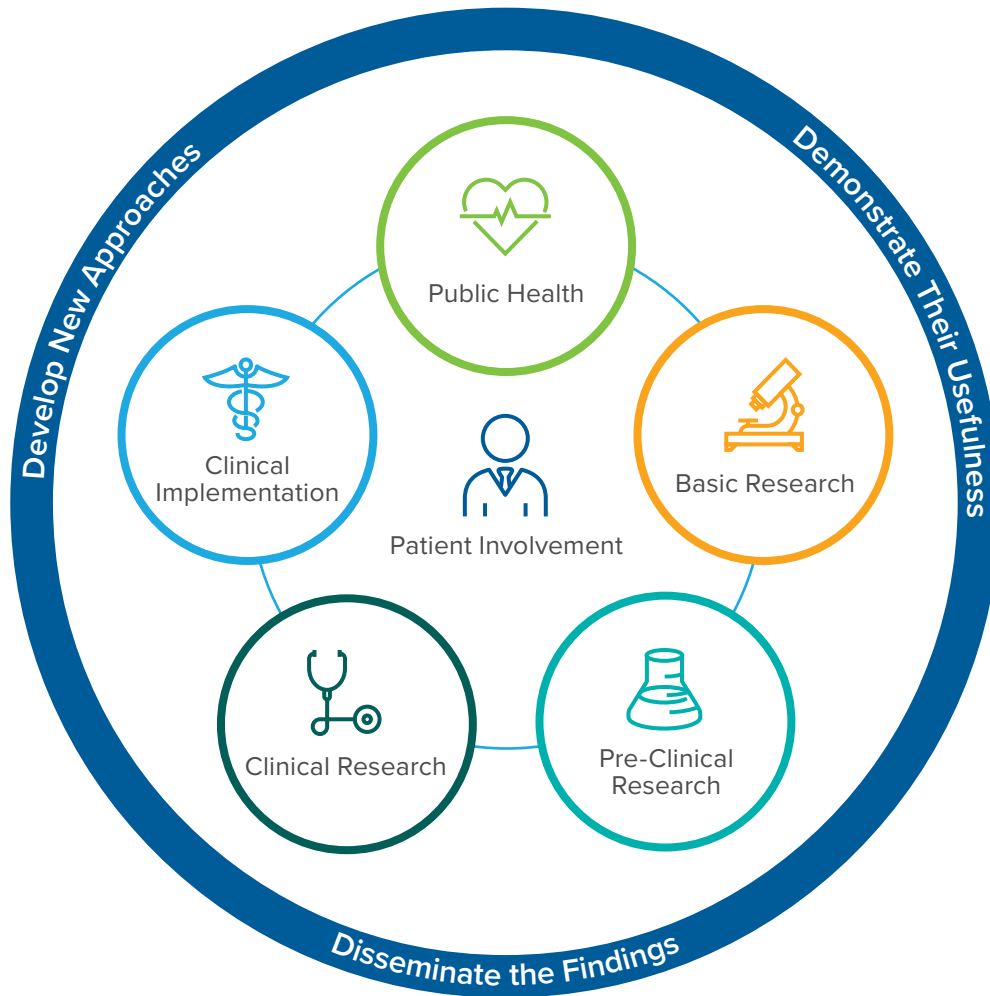 Develop New Approaches
Demonstrate Their Usefulness
Public Health
Clinical
Implementation
Basic Research
Patient Involvement
Clinical Research
Pre-Clinical
Research
Disseminate the Findings